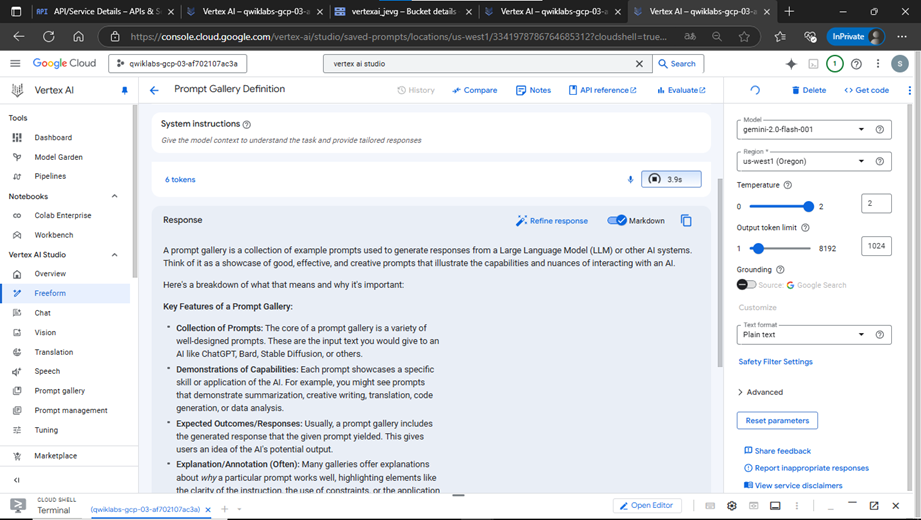 API API/Service Details – APIs & S
Vertex AI – qwiklabs-gcp-03-a
vertexai_jevg – Bucket details
Vertex AI – qwiklabs-gcp-03-a
Vertex AI – qwiklabs-gcp-03-a
https://console.cloud.google.com/vertex-ai/studio/saved-prompts/locations/us-west1/3341978786764685312?cloudshell=true...
InPrivate
Google Cloud
qwiklabs-gcp-03-af702107ac3a
vertex ai studio
Search
1
S
Vertex AI
Prompt Gallery Definition
History
Compare
Notes
API reference
Evaluate
Delete
Get code
Tools
Dashboard
Model Garden
Pipelines
Notebooks
Colab Enterprise
Workbench
Vertex AI Studio
Overview
Freeform
Chat
Vision
Translation
Speech
Prompt gallery
Prompt management
Tuning
Marketplace
System instructions
Give the model context to understand the task and provide tailored responses
6 tokens
3.9s
Response
Refine response
Markdown
A prompt gallery is a collection of example prompts used to generate responses from a Large Language Model (LLM) or other AI systems.
Think of it as a showcase of good, effective, and creative prompts that illustrate the capabilities and nuances of interacting with an AI.
Here's a breakdown of what that means and why it's important:
Key Features of a Prompt Gallery:
• Collection of Prompts: The core of a prompt gallery is a variety of
well-designed prompts. These are the input text you would give to an
AI like ChatGPT, Bard, Stable Diffusion, or others.
• Demonstrations of Capabilities: Each prompt showcases a specific
skill or application of the AI. For example, you might see prompts
that demonstrate summarization, creative writing, translation, code
generation, or data analysis.
• Expected Outcomes/Responses: Usually, a prompt gallery includes
the generated response that the given prompt yielded. This gives
users an idea of the AI's potential output.
• Explanation/Annotation (Often): Many galleries offer explanations
about why a particular prompt works well, highlighting elements like
the clarity of the instruction, the use of constraints, or the application
Model
gemini-2.0-flash-001
Region *
us-west1 (Oregon)
Temperature
0
2
2
Output token limit
1
8192
1024
Grounding
Source: Google Search
Customize
Text format
Plain text
Safety Filter Settings
Advanced
Reset parameters
Share feedback
Report inappropriate responses
View service disclaimers
CLOUD SHELL
Terminal
(qwiklabs-gcp-03-af702107ac3a)
Open Editor